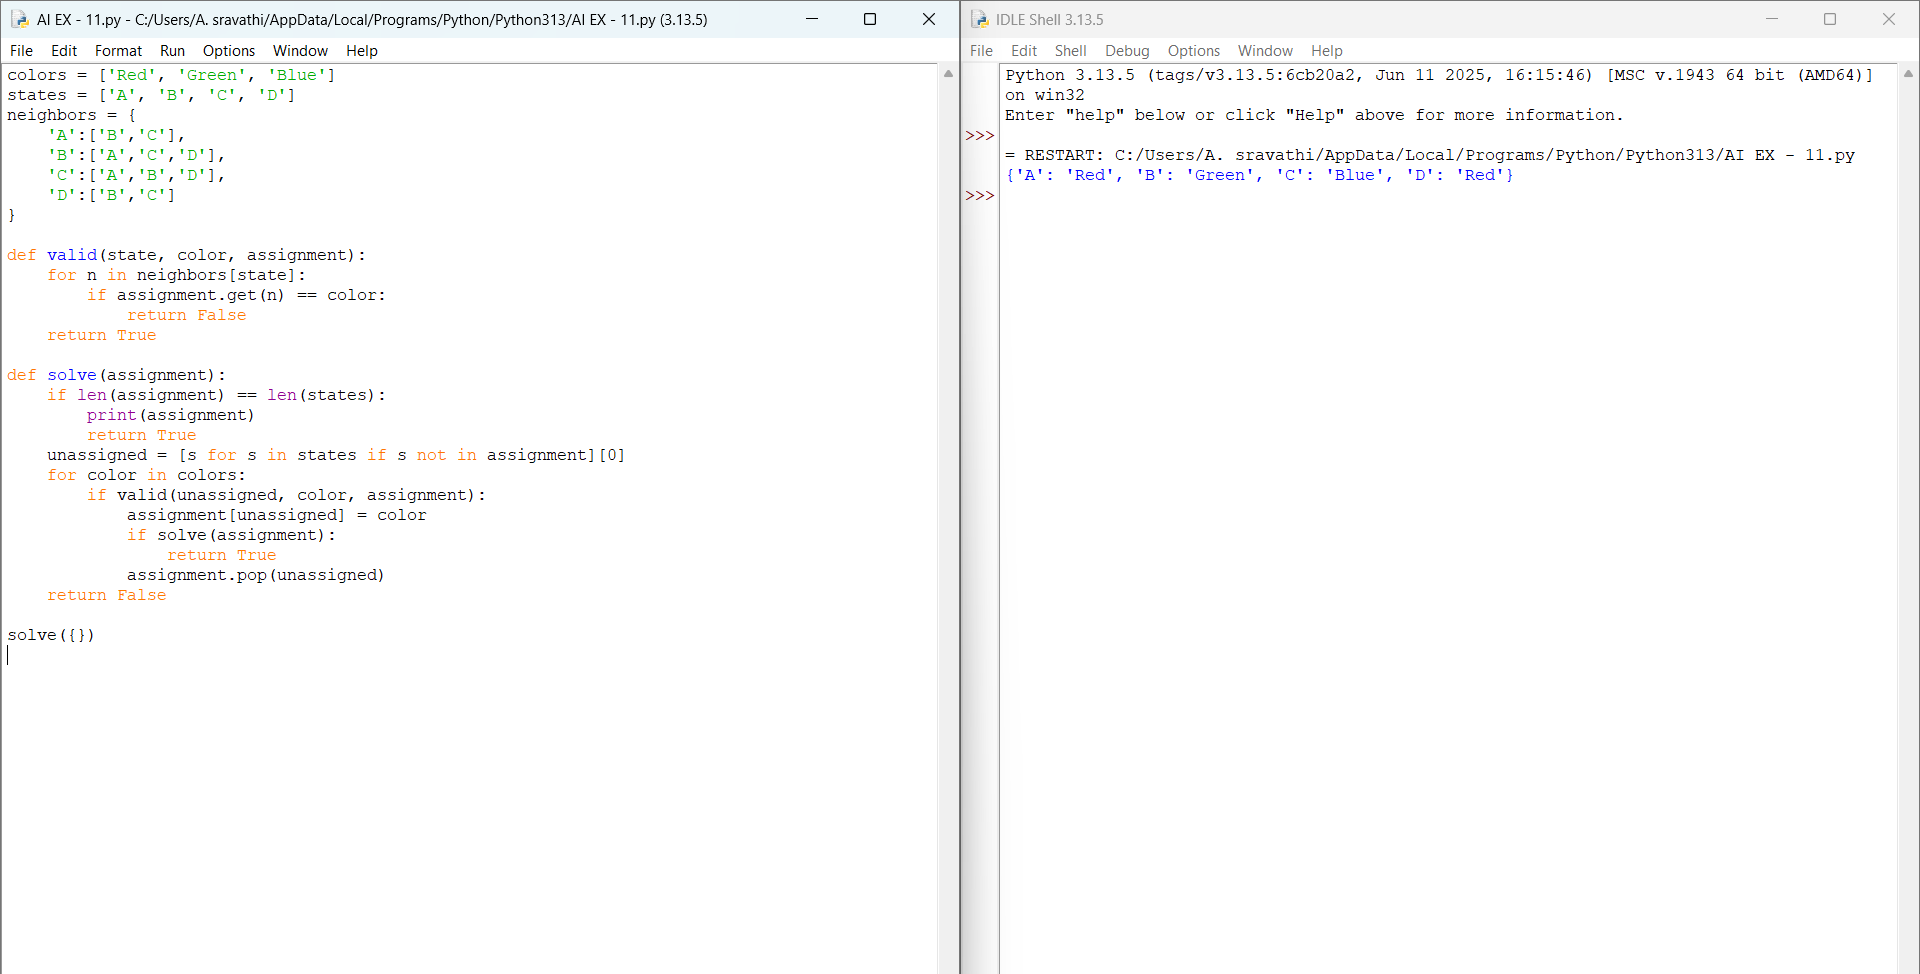 AI EX - 11.py - C:/Users/A. sravathi/AppData/Local/Programs/Python/Python313/AI EX - 11.py (3.13.5)
File Edit Format Run Options Window Help
colors = ['Red', 'Green', 'Blue']
states = ['A', 'B', 'C', 'D']
neighbors = {
    'A':['B','C'],
    'B':['A','C','D'],
    'C':['A','B','D'],
    'D':['B','C']
}

def valid(state, color, assignment):
    for n in neighbors[state]:
        if assignment.get(n) == color:
            return False
    return True

def solve(assignment):
    if len(assignment) == len(states):
        print(assignment)
        return True
    unassigned = [s for s in states if s not in assignment][0]
    for color in colors:
        if valid(unassigned, color, assignment):
            assignment[unassigned] = color
            if solve(assignment):
                return True
            assignment.pop(unassigned)
    return False

solve({})
IDLE Shell 3.13.5
File Edit Shell Debug Options Window Help
Python 3.13.5 (tags/v3.13.5:6cb20a2, Jun 11 2025, 16:15:46) [MSC v.1943 64 bit (AMD64)]
on win32
Enter "help" below or click "Help" above for more information.
>>>
= RESTART: C:/Users/A. sravathi/AppData/Local/Programs/Python/Python313/AI EX - 11.py
{'A': 'Red', 'B': 'Green', 'C': 'Blue', 'D': 'Red'}
>>>